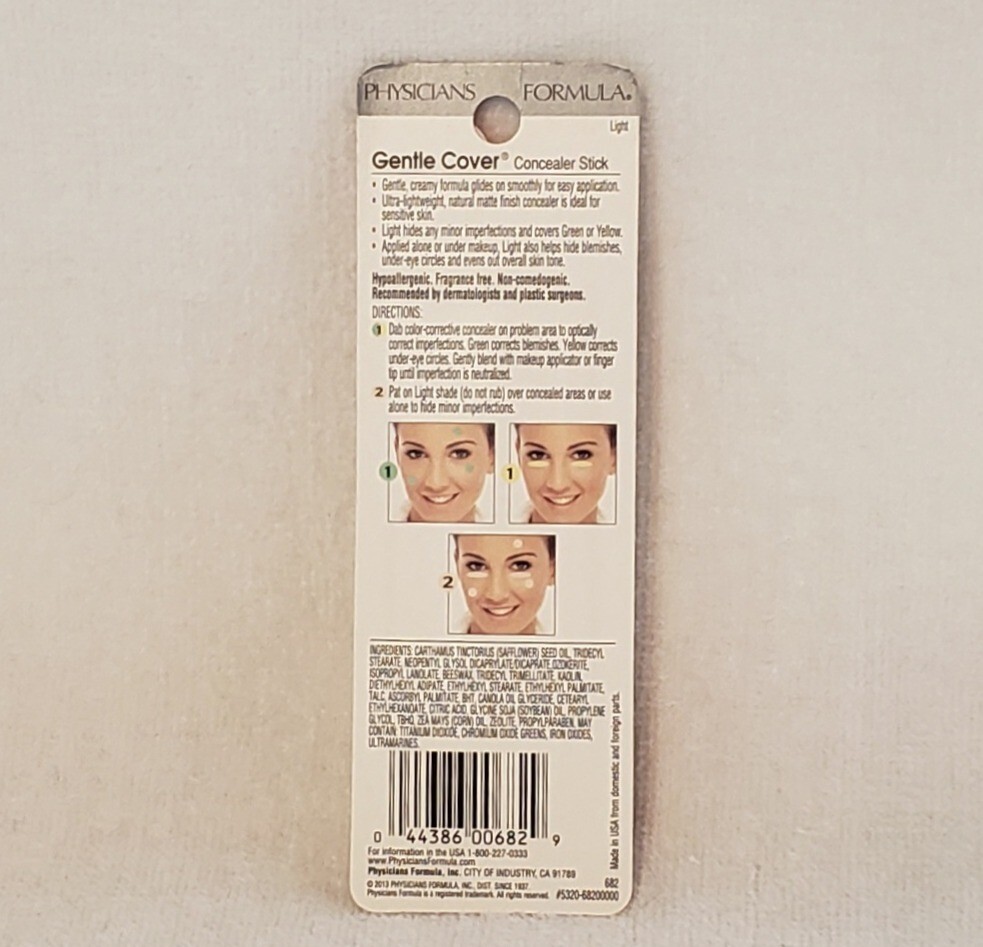 PHYSICIANS FORMULA®
Light
Gentle Cover® Concealer Stick
• Gentle, creamy formula glides on smoothly for easy application.
• Ultra-lightweight, natural matte finish concealer is ideal for
sensitive skin.
• Light hides any minor imperfections and covers Green or Yellow.
• Applied alone or under makeup, Light also helps hide blemishes,
under-eye circles and evens out overall skin tone.
Hypoallergenic. Fragrance free. Non-comedogenic.
Recommended by dermatologists and plastic surgeons.
DIRECTIONS:
1 Dab color-corrective concealer on problem area to optically
correct imperfections. Green corrects blemishes. Yellow corrects
under-eye circles. Gently blend with makeup applicator or finger
tip until imperfection is neutralized.
2 Pat on Light shade (do not rub) over concealed areas or use
alone to hide minor imperfections.
1
1
2
INGREDIENTS: CARTHAMUS TINCTORIUS (SAFFLOWER) SEED OIL, TRIDECYL
STEARATE, NEOPENTYL GLYSOL DICAPRYLATE/DICAPRATE, OZOKERITE,
ISOPROPYL LANOLATE, BEESWAX, TRIDECYL TRIMELLITATE, KAOLIN,
DIETHYLHEXYL ADIPATE, ETHYLHEXYL STEARATE, ETHYLHEXYL PALMITATE,
TALC, ASCORBYL PALMITATE, BHT, CANOLA OIL GLYCERIDE, CETEARYL
ETHYLHEXANOATE, CITRIC ACID, GLYCINE SOJA (SOYBEAN) OIL, PROPYLENE
GLYCOL, TBHQ, ZEA MAYS (CORN) OIL, ZEOLITE, PROPYLPARABEN, MAY
CONTAIN: TITANIUM DIOXIDE, CHROMIUM OXIDE GREENS, IRON OXIDES,
ULTRAMARINES.
Made in USA from domestic and foreign parts.
0 44386 00682 9
For information in the USA 1-800-227-0333
www.PhysiciansFormula.com
Physicians Formula, Inc. CITY OF INDUSTRY, CA 91789
© 2013 PHYSICIANS FORMULA, INC., DIST. SINCE 1937.
Physicians Formula is a registered trademark. All rights reserved.
682
#5320-68200000